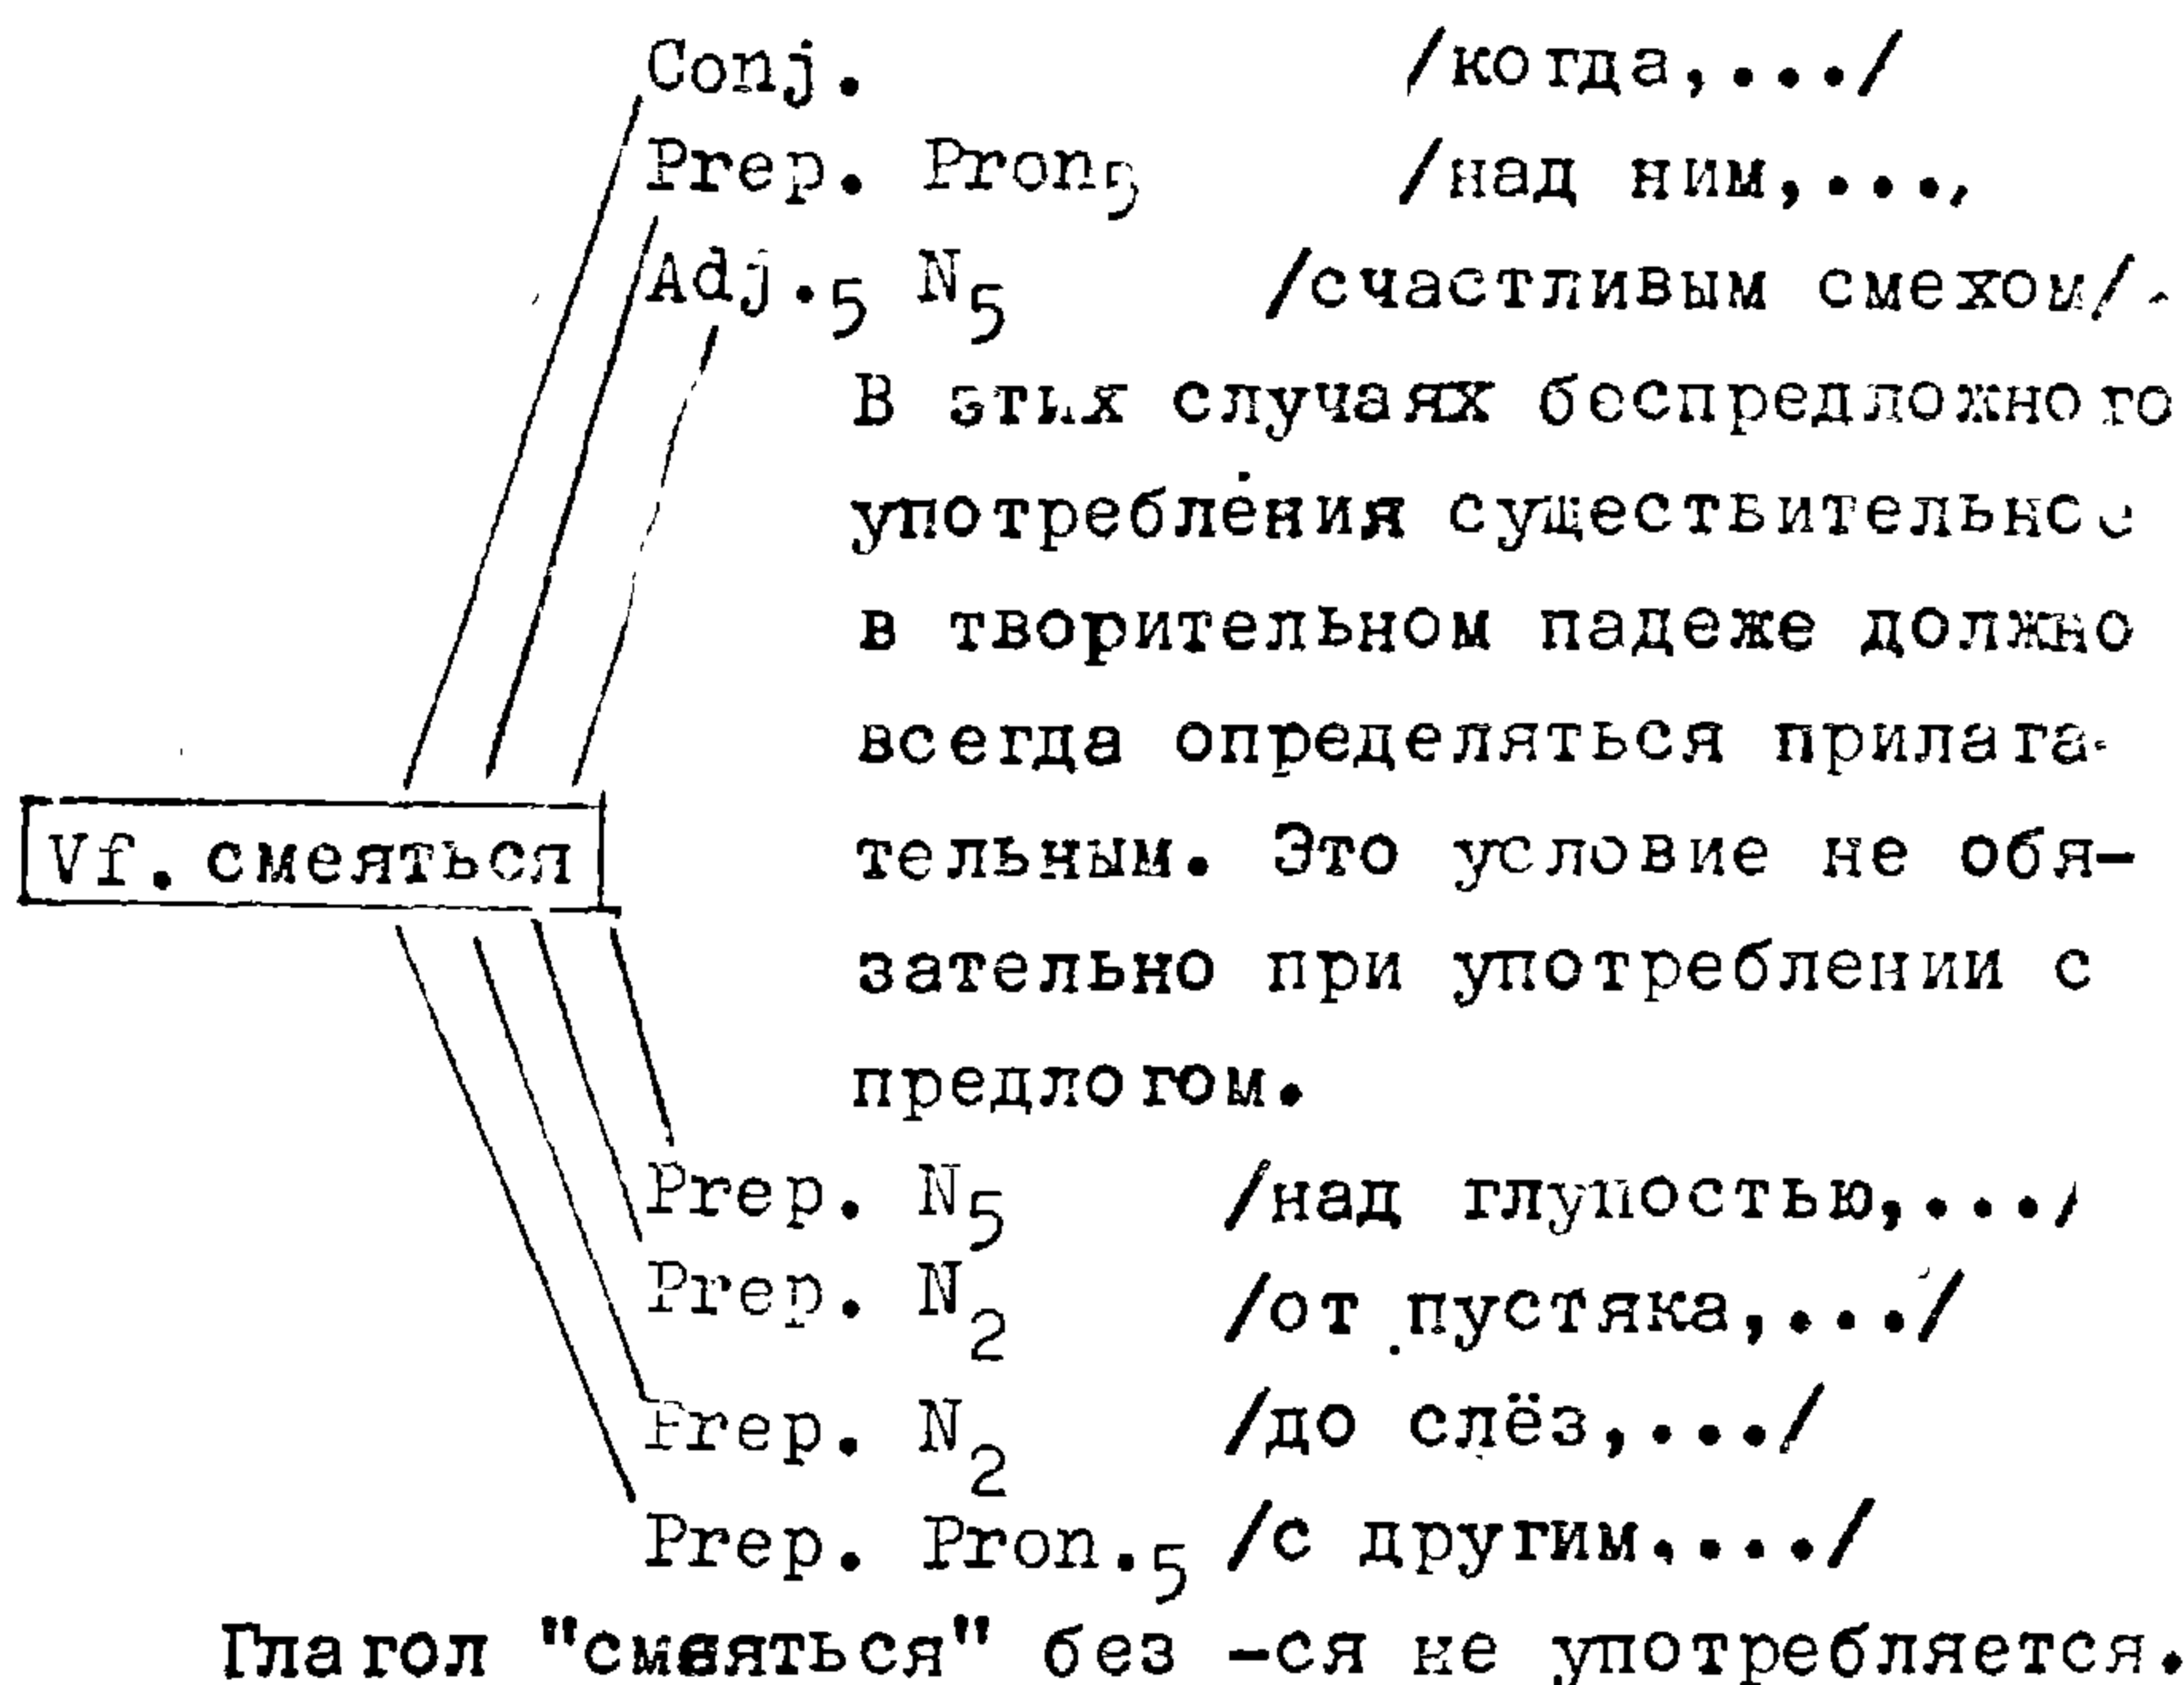 Conj. /когда,.../
Prep. Pron5 /над ним,...,
Adj.5 N5 /счастливым смехом/.
В этих случаях беспредложного
употребления существительное
в творительном падеже должно
всегда определяться прилага-
Vf. смеяться
тельным. Это условие не обя-
зательно при употреблении с
предлогом.
Prep. N5 /над глупостью,.../
Prep. N2 /от пустяка,.../
Prep. N2 /до слёз,.../
Prep. Pron.5 /с другим,.../
Глагол "смеяться" без -ся не употребляется.